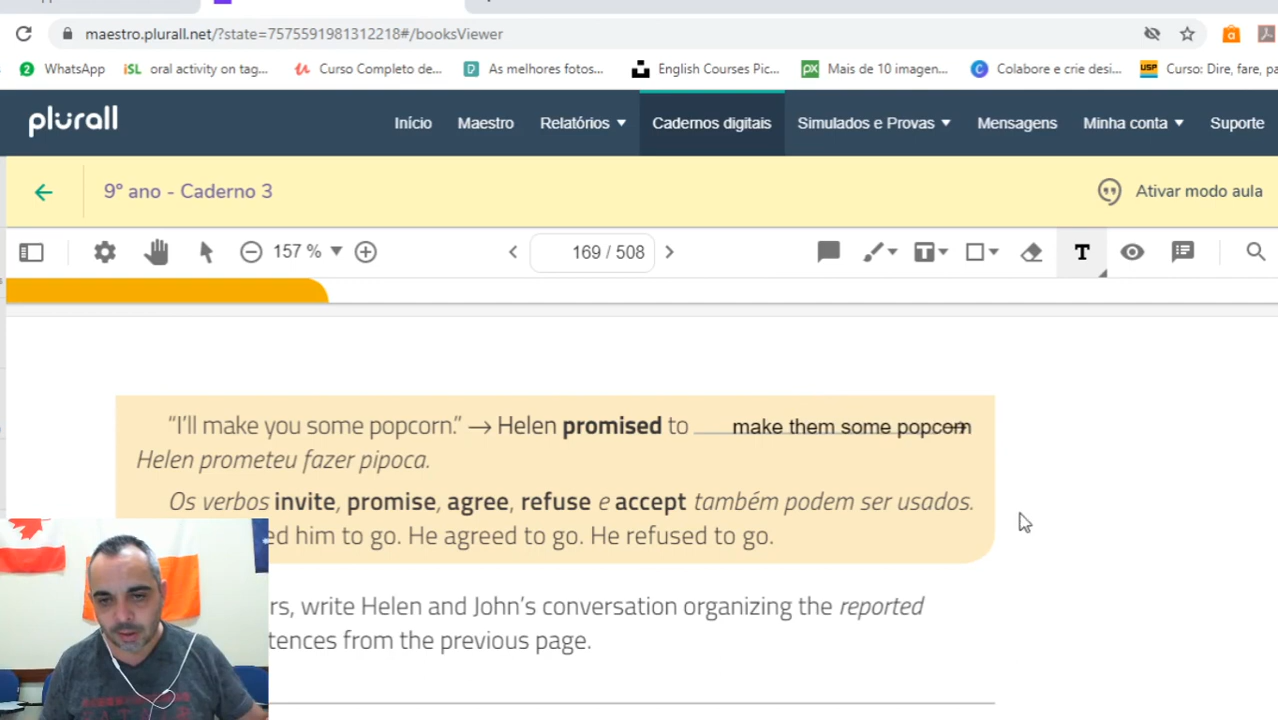 maestro.plurall.net/?state=7575591981312218#/booksViewer
2 WhatsApp iSL oral activity on tag... Curso Completo de... D As melhores fotos... English Courses Pic... px Mais de 10 imagen... C Colabore e crie desi... USP Curso: Dire, fare, pa
plurall Início Maestro Relatórios Cadernos digitais Simulados e Provas Mensagens Minha conta Suporte
9º ano - Caderno 3 Ativar modo aula
157 % 169 / 508 T T
“I’ll make you some popcorn.” → Helen promised to make them some popcorn
Helen prometeu fazer pipoca.
Os verbos invite, promise, agree, refuse e accept também podem ser usados.
ed him to go. He agreed to go. He refused to go.
rs, write Helen and John’s conversation organizing the reported
tences from the previous page.